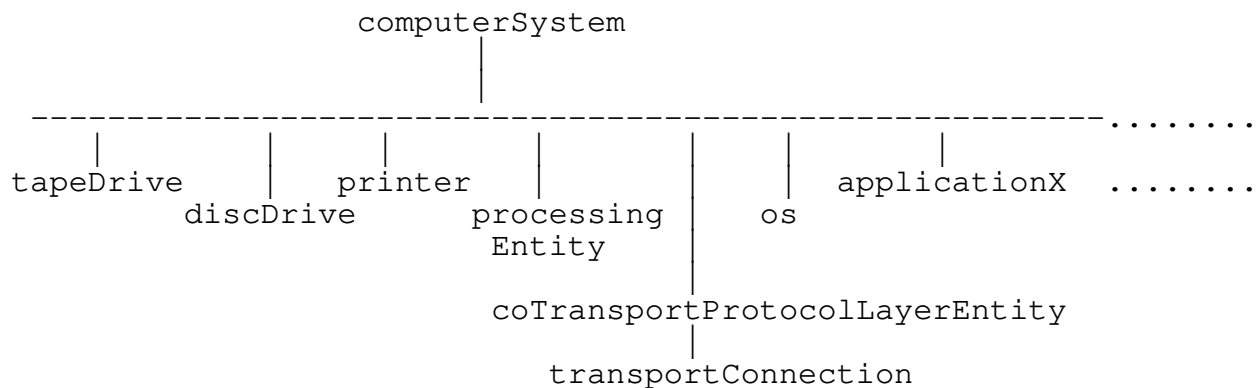 computerSystem
........
tapeDrive printer applicationX ........
discDrive processing os
Entity
coTransportProtocolLayerEntity
transportConnection